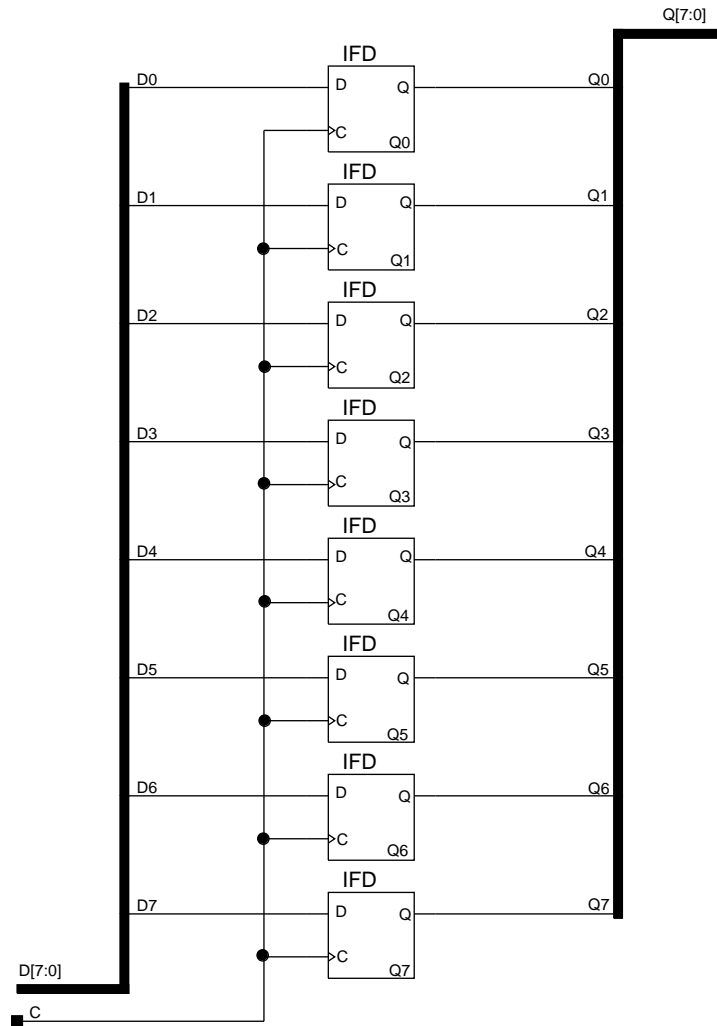 Q[7:0]
IFD
D0 D Q Q0
C
Q0
IFD
D1 D Q Q1
C
Q1
IFD
D2 D Q Q2
C
Q2
IFD
D3 D Q Q3
C
Q3
IFD
D4 D Q Q4
C
Q4
IFD
D5 D Q Q5
C
Q5
IFD
D6 D Q Q6
C
Q6
IFD
D7 D Q Q7
C
Q7
D[7:0]
C